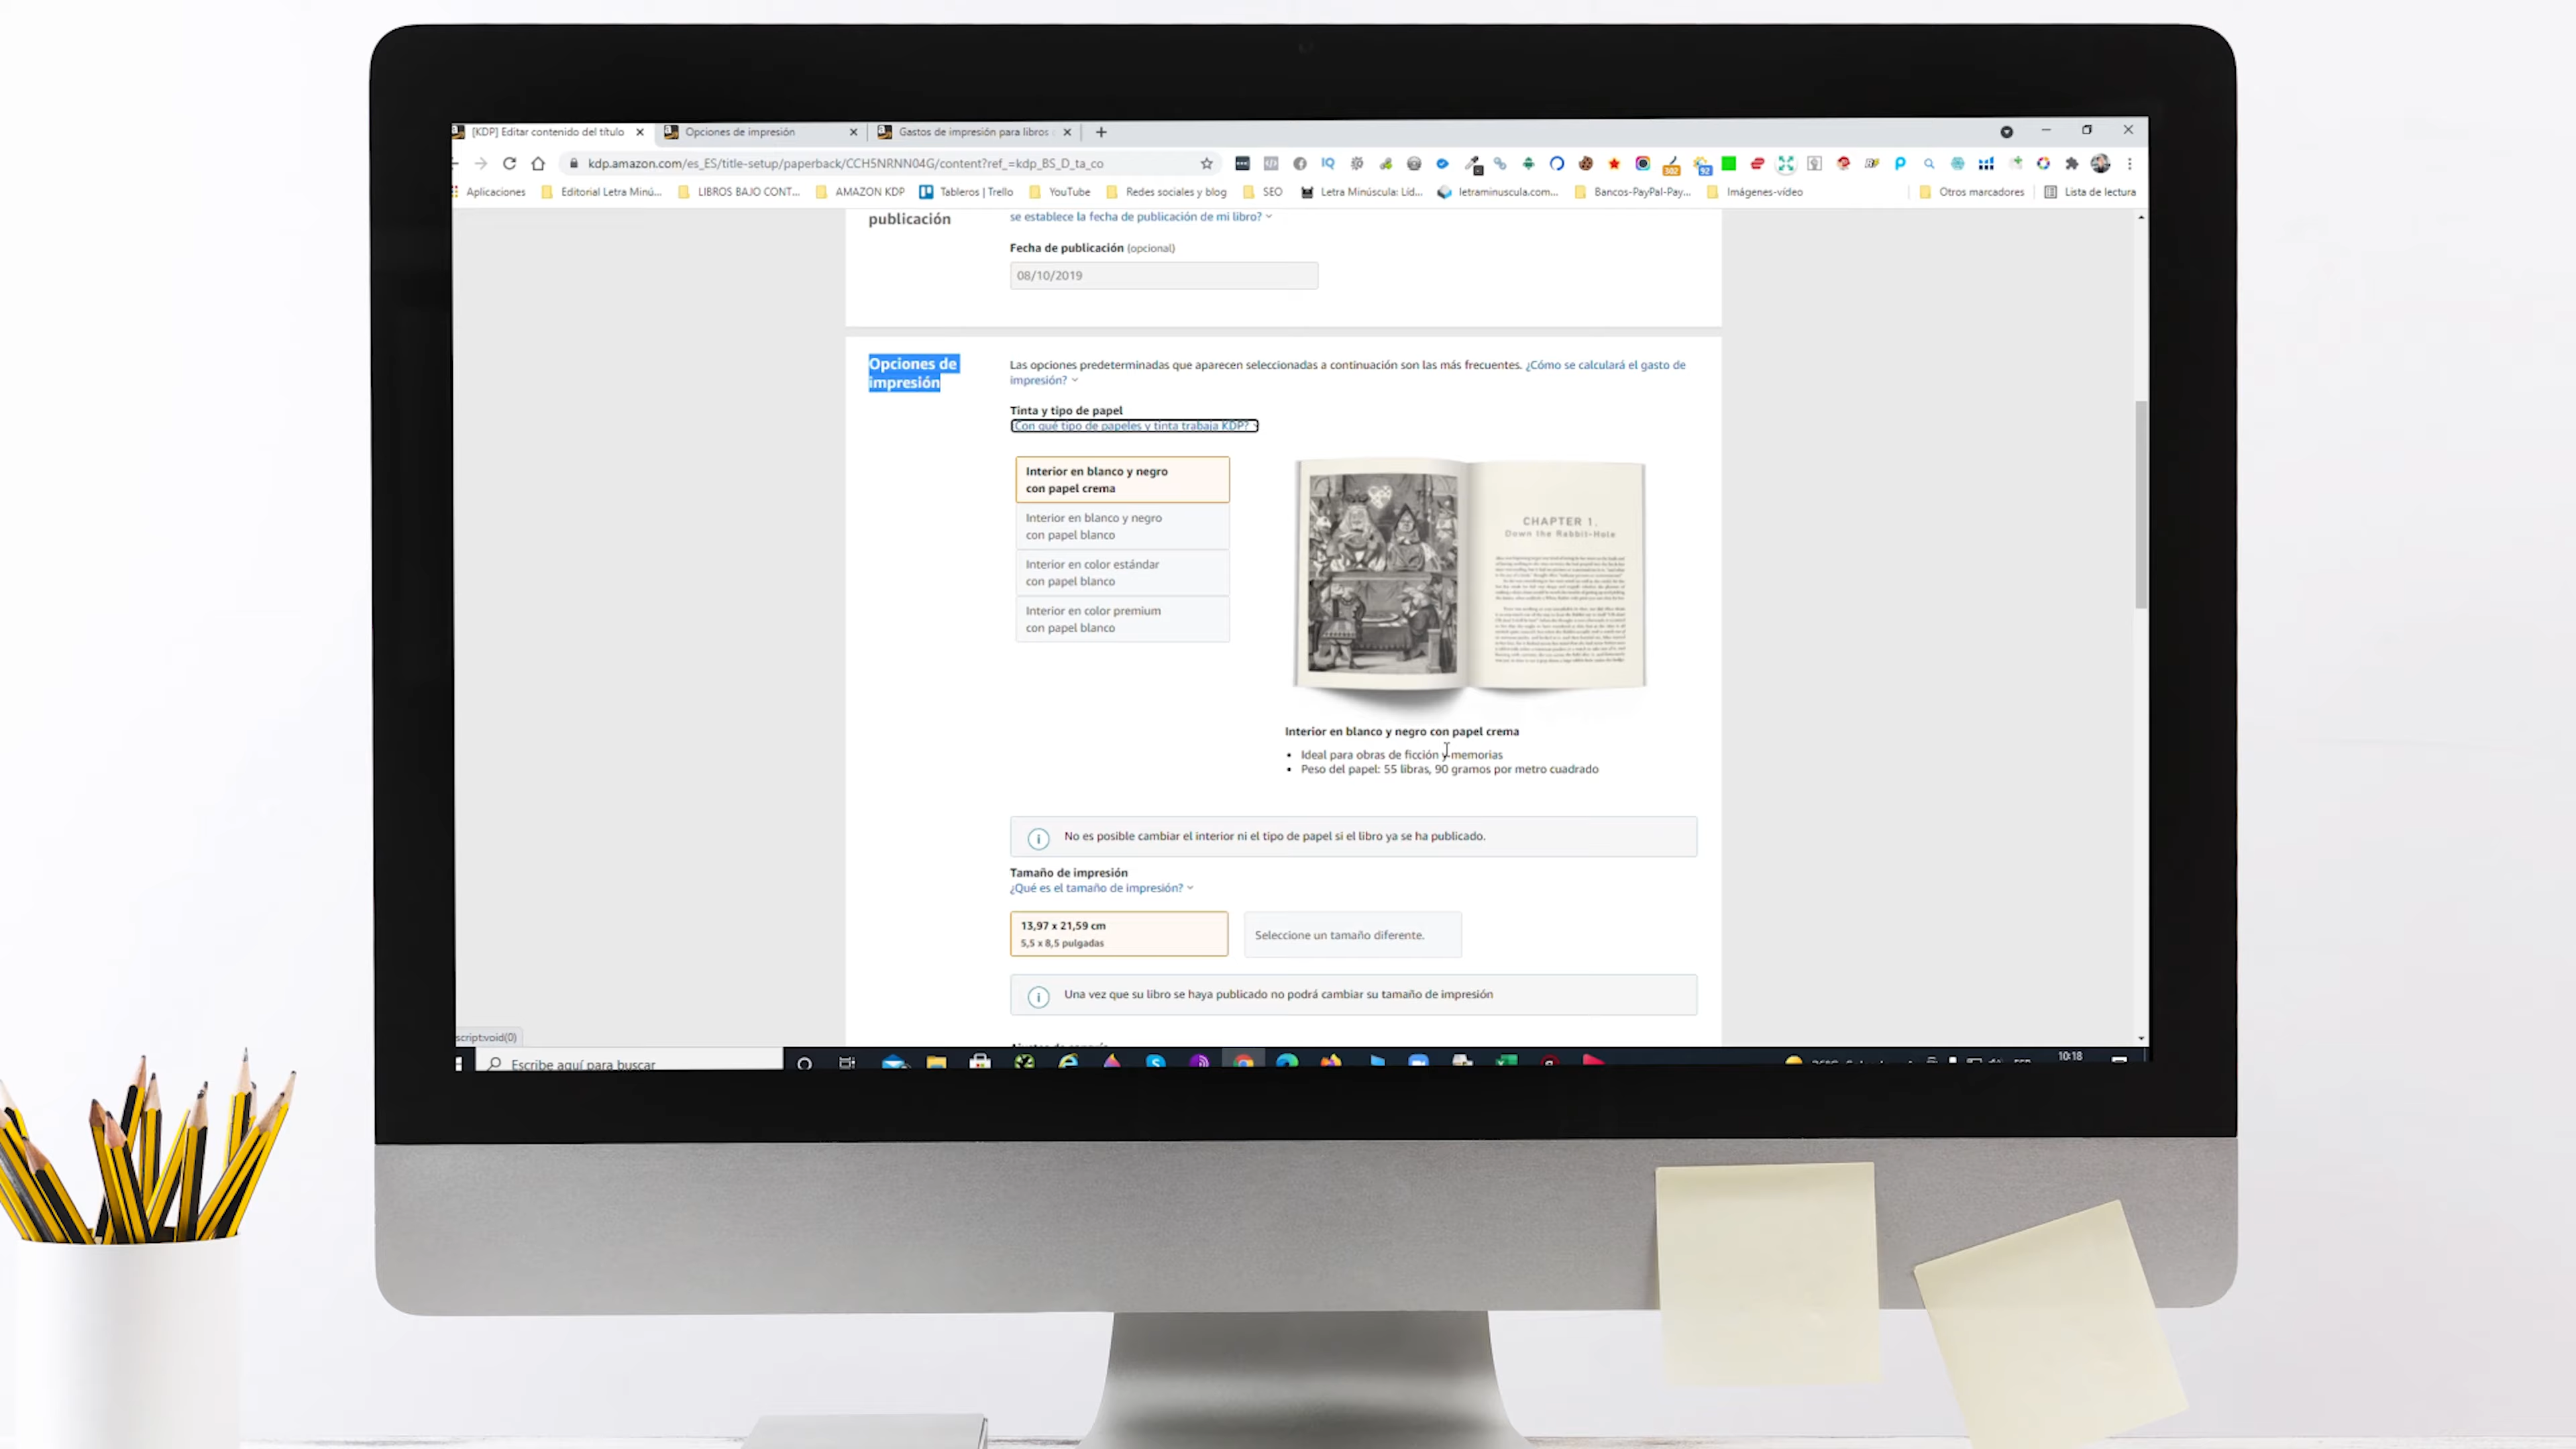 [KDP] Editar contenido del título
Opciones de impresión
Gastos de impresión para libros
kdp.amazon.com/es_ES/title-setup/paperback/CCH5NRNN04G/content?ref_=kdp_BS_D_ta_co
Aplicaciones
Editorial Letra Minú...
LIBROS BAJO CONT...
AMAZON KDP
Tableros | Trello
YouTube
Redes sociales y blog
SEO
Letra Minúscula: Líd...
letraminuscula.com...
Bancos-PayPal-Pay...
Imágenes-vídeo
Otros marcadores
Lista de lectura
publicación
se establece la fecha de publicación de mi libro?
Fecha de publicación (opcional)
08/10/2019
Opciones de
impresión
Las opciones predeterminadas que aparecen seleccionadas a continuación son las más frecuentes. ¿Cómo se calculará el gasto de
impresión?
Tinta y tipo de papel
Con qué tipo de papeles y tinta trabaja KDP?
Interior en blanco y negro
con papel crema
Interior en blanco y negro
con papel blanco
Interior en color estándar
con papel blanco
Interior en color premium
con papel blanco
CHAPTER 1.
Down the Rabbit-Hole
Interior en blanco y negro con papel crema
• Ideal para obras de ficción y memorias
• Peso del papel: 55 libras, 90 gramos por metro cuadrado
No es posible cambiar el interior ni el tipo de papel si el libro ya se ha publicado.
Tamaño de impresión
¿Qué es el tamaño de impresión?
13,97 x 21,59 cm
5,5 x 8,5 pulgadas
Seleccione un tamaño diferente.
Una vez que su libro se haya publicado no podrá cambiar su tamaño de impresión
script:void(0)
Escribe aquí para buscar
10:18